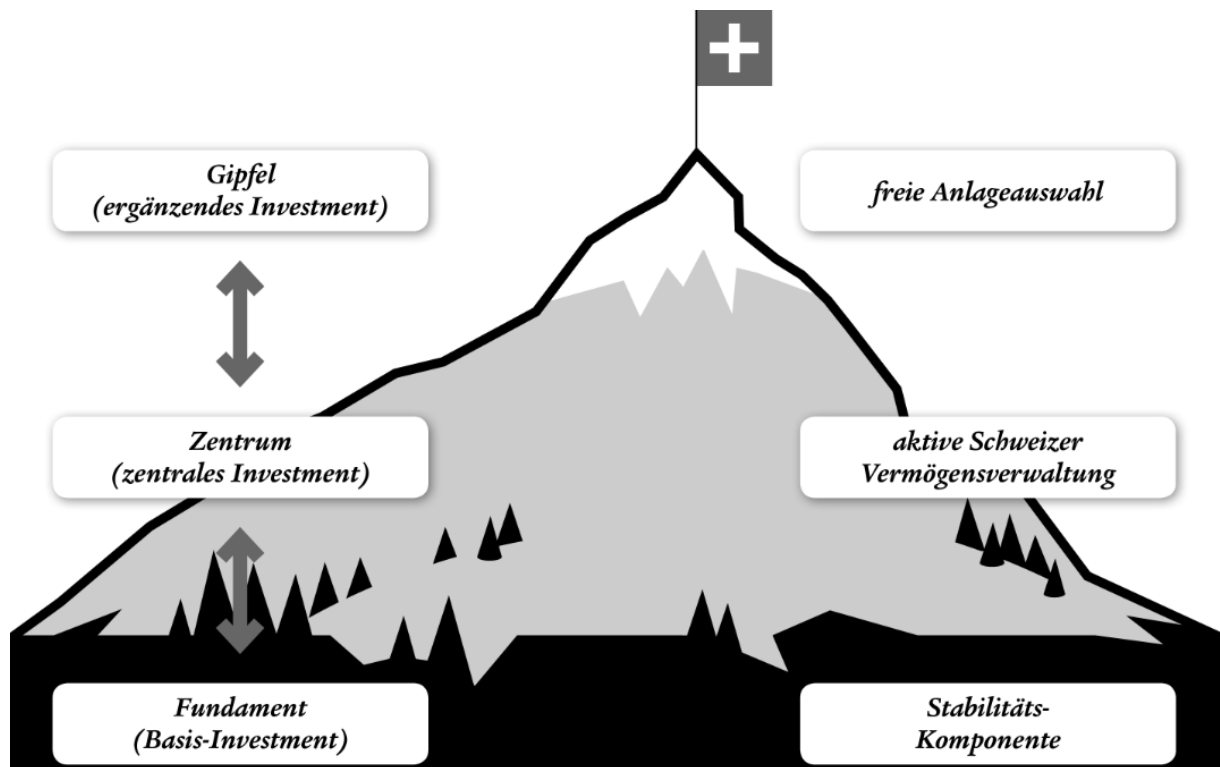 Gipfel
(ergänzendes Investment)
freie Anlageauswahl
Zentrum
(zentrales Investment)
aktive Schweizer
Vermögensverwaltung
Fundament
(Basis-Investment)
Stabilitäts-
Komponente